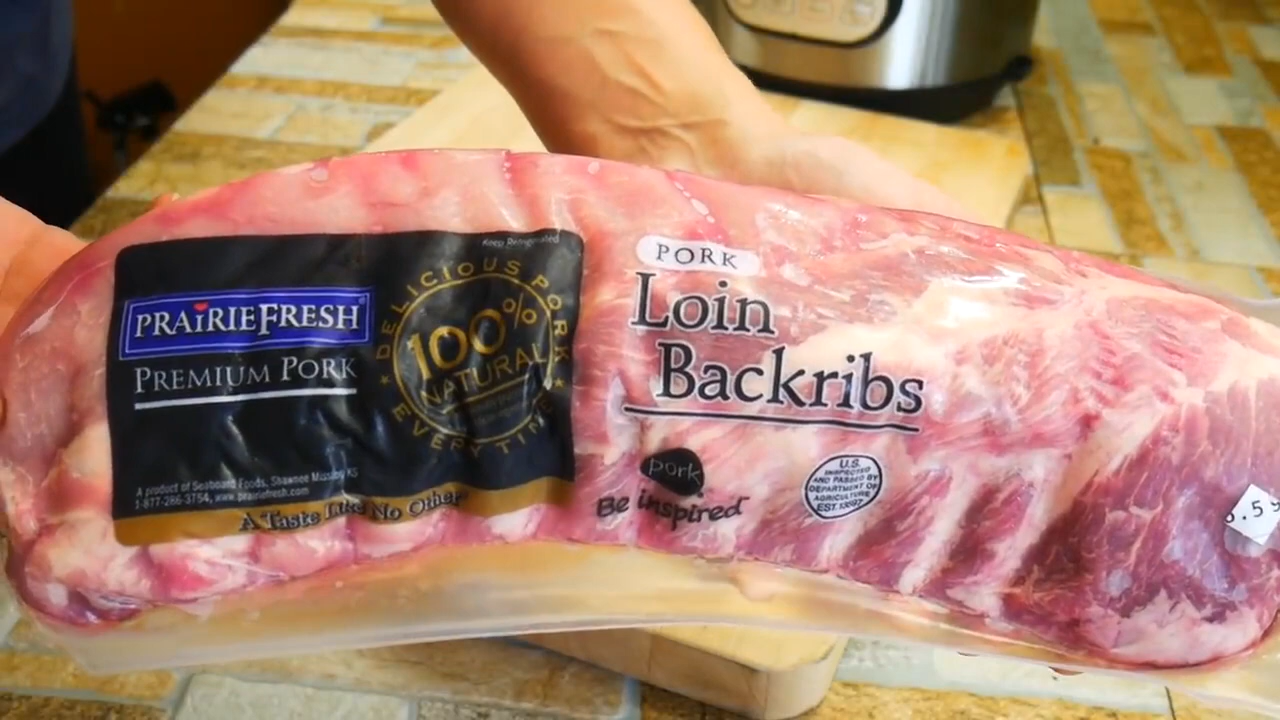 Keep Refrigerated
PRAIRIEFRESH
PREMIUM PORK
DELICIOUS PORK
100%
NATURAL
EVERY TIME
A product of Seaboard Foods, Shawnee Mission, KS
1-877-286-3754, www.prairiefresh.com
A Taste Like No Other
PORK
Loin
Backribs
pork
Be inspired
U.S.
INSPECTED
AND PASSED BY
DEPARTMENT OF
AGRICULTURE